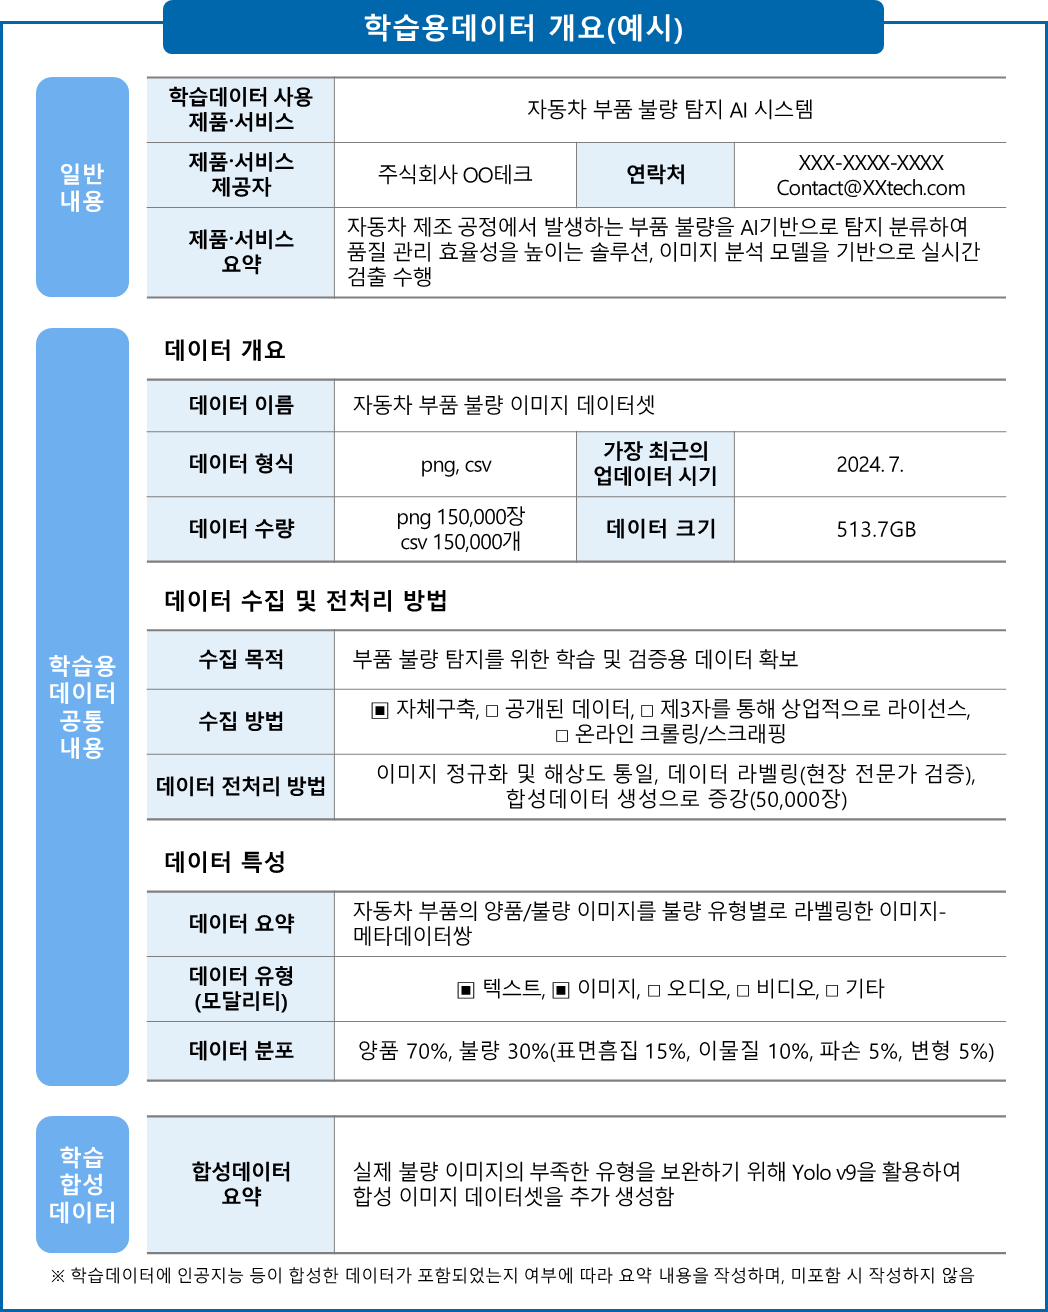 학습용데이터 개요(예시)
일반
내용
학습데이터 사용
제품·서비스
자동차 부품 불량 탐지 AI 시스템
제품·서비스
제공자
주식회사 OO테크
연락처
XXX-XXXX-XXXX
Contact@XXtech.com
제품·서비스
요약
자동차 제조 공정에서 발생하는 부품 불량을 AI기반으로 탐지 분류하여
품질 관리 효율성을 높이는 솔루션, 이미지 분석 모델을 기반으로 실시간
검출 수행
학습용
데이터
공통
내용
데이터 개요
데이터 이름
자동차 부품 불량 이미지 데이터셋
데이터 형식
png, csv
가장 최근의
업데이터 시기
2024. 7.
데이터 수량
png 150,000장
csv 150,000개
데이터 크기
513.7GB
데이터 수집 및 전처리 방법
수집 목적
부품 불량 탐지를 위한 학습 및 검증용 데이터 확보
수집 방법
▣ 자체구축, □ 공개된 데이터, □ 제3자를 통해 상업적으로 라이선스,
□ 온라인 크롤링/스크래핑
데이터 전처리 방법
이미지 정규화 및 해상도 통일, 데이터 라벨링(현장 전문가 검증),
합성데이터 생성으로 증강(50,000장)
데이터 특성
데이터 요약
자동차 부품의 양품/불량 이미지를 불량 유형별로 라벨링한 이미지-
메타데이터쌍
데이터 유형
(모달리티)
▣ 텍스트, ▣ 이미지, □ 오디오, □ 비디오, □ 기타
데이터 분포
양품 70%, 불량 30%(표면흠집 15%, 이물질 10%, 파손 5%, 변형 5%)
학습
합성
데이터
합성데이터
요약
실제 불량 이미지의 부족한 유형을 보완하기 위해 Yolo v9을 활용하여
합성 이미지 데이터셋을 추가 생성함
※ 학습데이터에 인공지능 등이 합성한 데이터가 포함되었는지 여부에 따라 요약 내용을 작성하며, 미포함 시 작성하지 않음